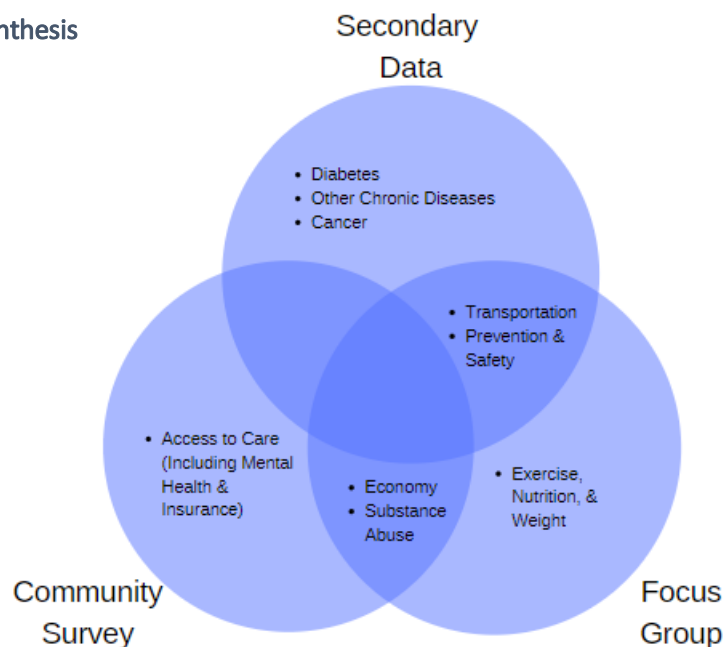 nthesis
Secondary
Data
• Diabetes
• Other Chronic Diseases
• Cancer
• Transportation
• Prevention &
Safety
• Access to Care
(Including Mental
Health &
Insurance)
• Economy
• Substance
Abuse
• Exercise,
Nutrition, &
Weight
Community
Survey
Focus
Group